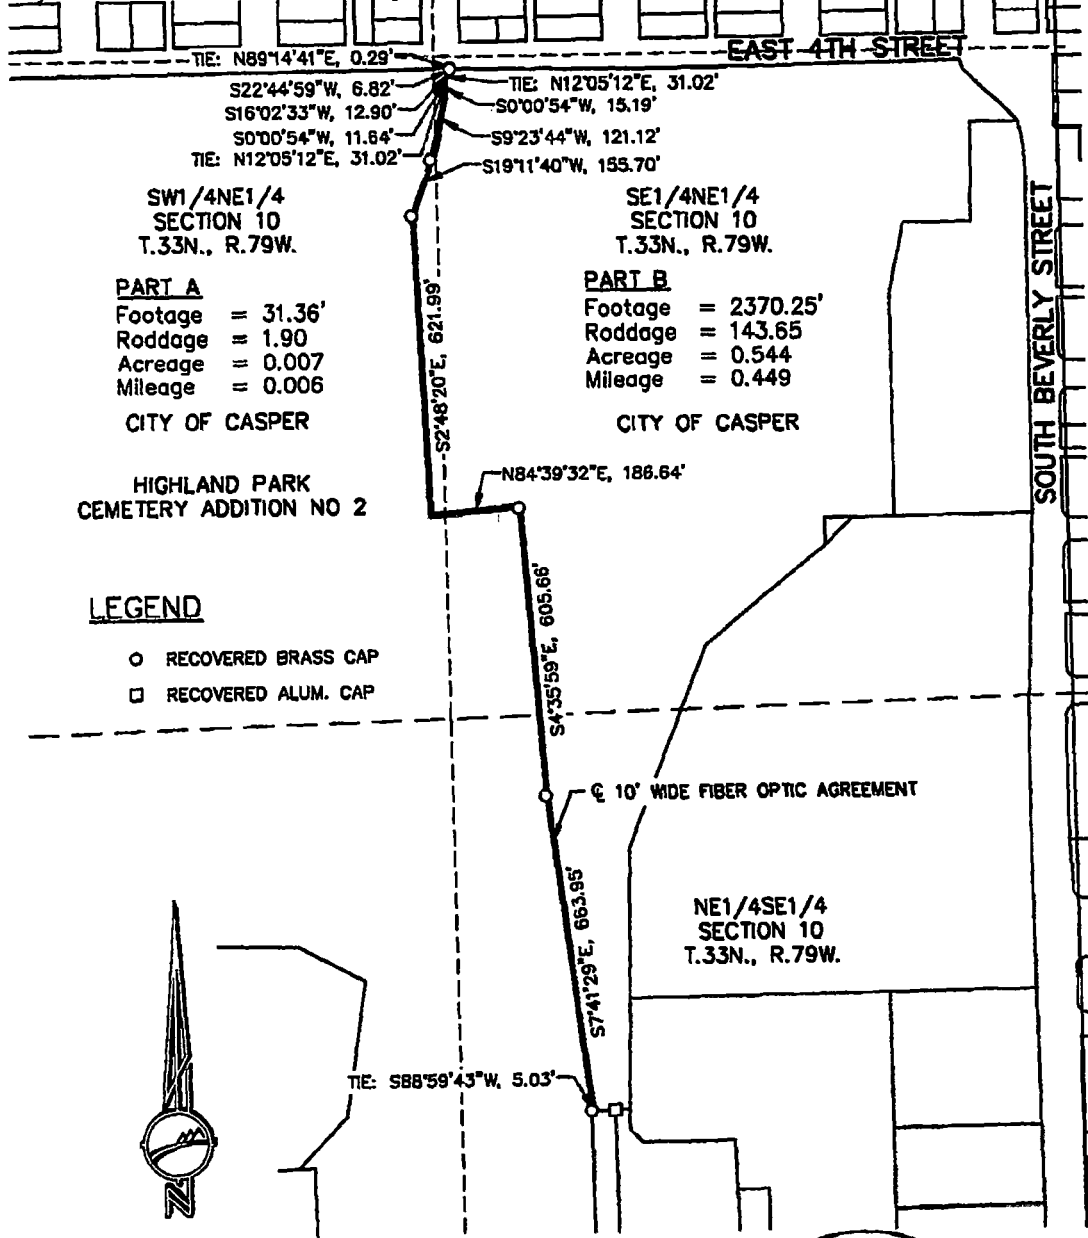 EAST 4TH STREET
TIE: N89°14'41"E, 0.29'
S22°44'59"W, 6.82'
S16°02'33"W, 12.90'
S0°00'54"W, 11.64'
TIE: N12°05'12"E, 31.02'
TIE: N12°05'12"E, 31.02'
S0°00'54"W, 15.19'
S9°23'44"W, 121.12'
S19°11'40"W, 155.70'
SW1/4NE1/4
SECTION 10
T.33N., R.79W.
PART A
Footage = 31.36'
Roddage = 1.90
Acreage = 0.007
Mileage = 0.006
CITY OF CASPER
HIGHLAND PARK
CEMETERY ADDITION NO 2
SE1/4NE1/4
SECTION 10
T.33N., R.79W.
PART B
Footage = 2370.25'
Roddage = 143.65
Acreage = 0.544
Mileage = 0.449
CITY OF CASPER
SOUTH BEVERLY STREET
S2°48'20"E, 621.99'
N84°39'32"E, 186.64'
LEGEND
RECOVERED BRASS CAP
RECOVERED ALUM. CAP
S4°35'59"E, 605.66'
℄ 10' WIDE FIBER OPTIC AGREEMENT
S7°41'29"E, 663.95'
NE1/4SE1/4
SECTION 10
T.33N., R.79W.
TIE: S88°59'43"W, 5.03'
N